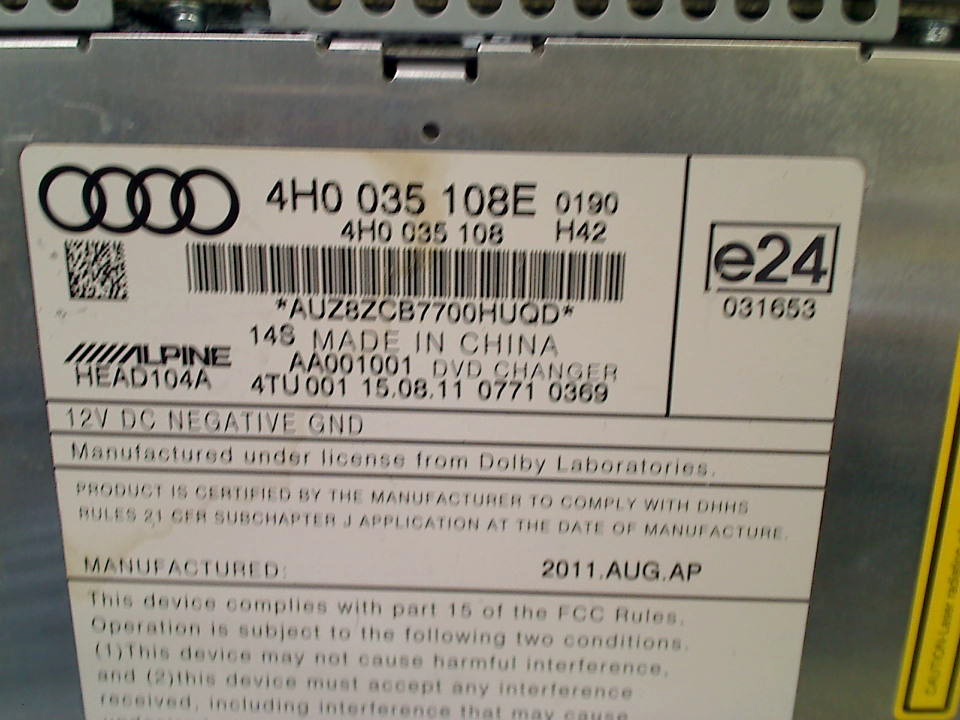 4H0 035 108E 0190
4H0 035 108 H42
e24
031653
*AUZ8ZCB7700HUQD*
14S MADE IN CHINA
ALPINE AA001001 DVD CHANGER
HEAD104A 4TU001 15.08.11 0771 0369
12V DC NEGATIVE GND
Manufactured under license from Dolby Laboratories.
PRODUCT IS CERTIFIED BY THE MANUFACTURER TO COMPLY WITH DHHS
RULES 21 CFR SUBCHAPTER J APPLICATION AT THE DATE OF MANUFACTURE.
MANUFACTURED: 2011.AUG.AP
This device complies with part 15 of the FCC Rules.
Operation is subject to the following two conditions.
(1)This device may not cause harmful interference,
and (2)this device must accept any interference
received, including interference that may cause
CAUTION-Laser radiation